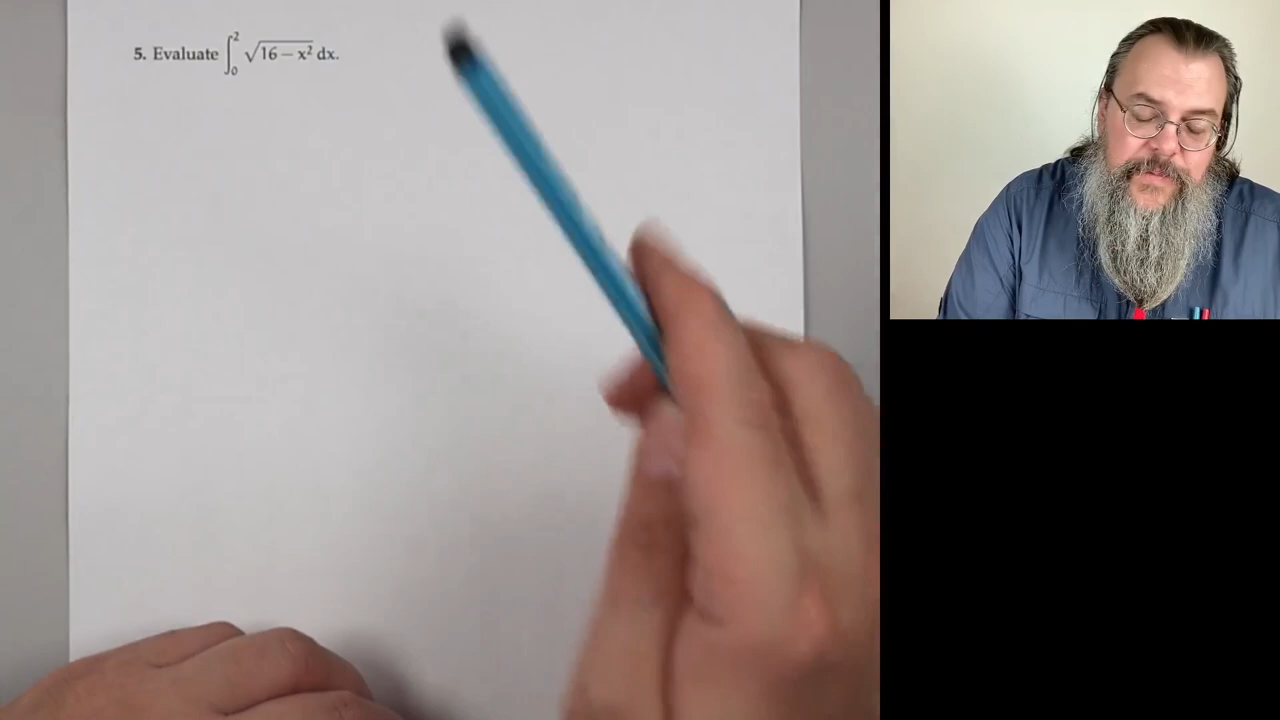 5. Evaluate ∫₀² √(16 − x²) dx.